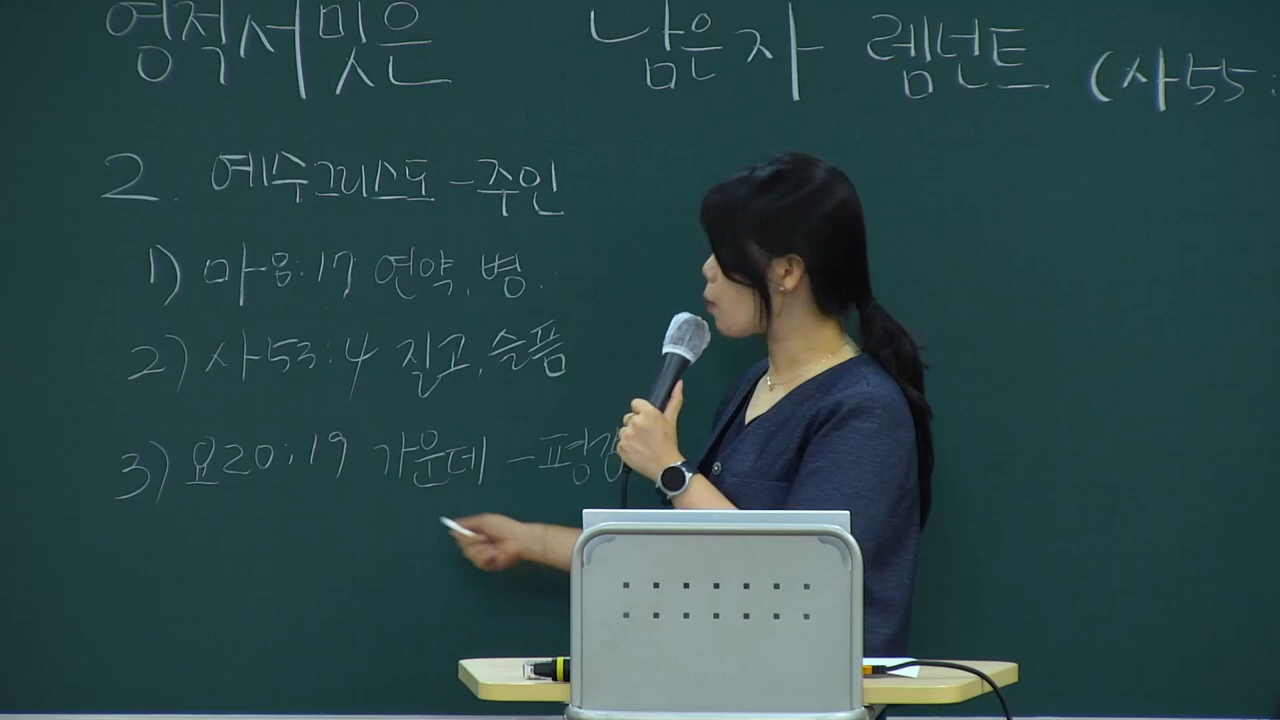 영적서밋은 남은자 렘넌트 (사55:
2. 예수그리스도 - 주인
1) 마8:17 연약, 병.
2) 사53:4 질고, 슬픔
3) 요20:19 가운데 - 평강